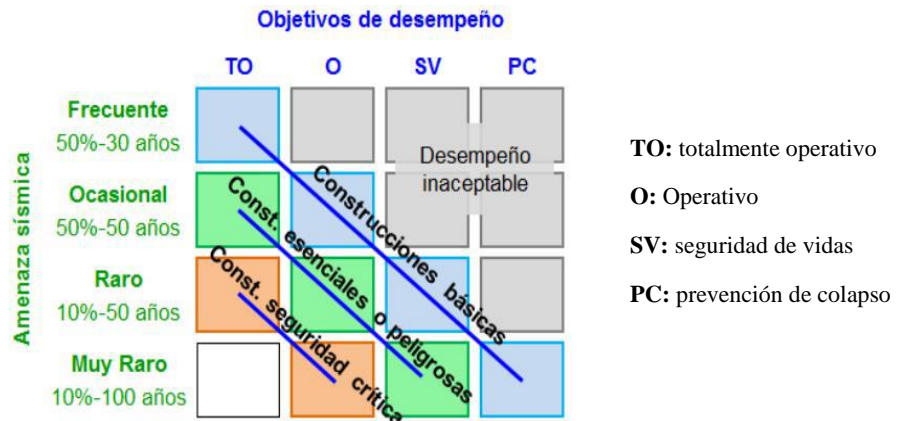 Objetivos de desempeño
TO O SV PC
Amenaza sísmica
Frecuente
50%-30 años
Ocasional
50%-50 años
Raro
10%-50 años
Muy Raro
10%-100 años
Desempeño
inaceptable
Construcciones básicas
Const. esenciales o peligrosas
Const. seguridad crítica
TO: totalmente operativo
O: Operativo
SV: seguridad de vidas
PC: prevención de colapso